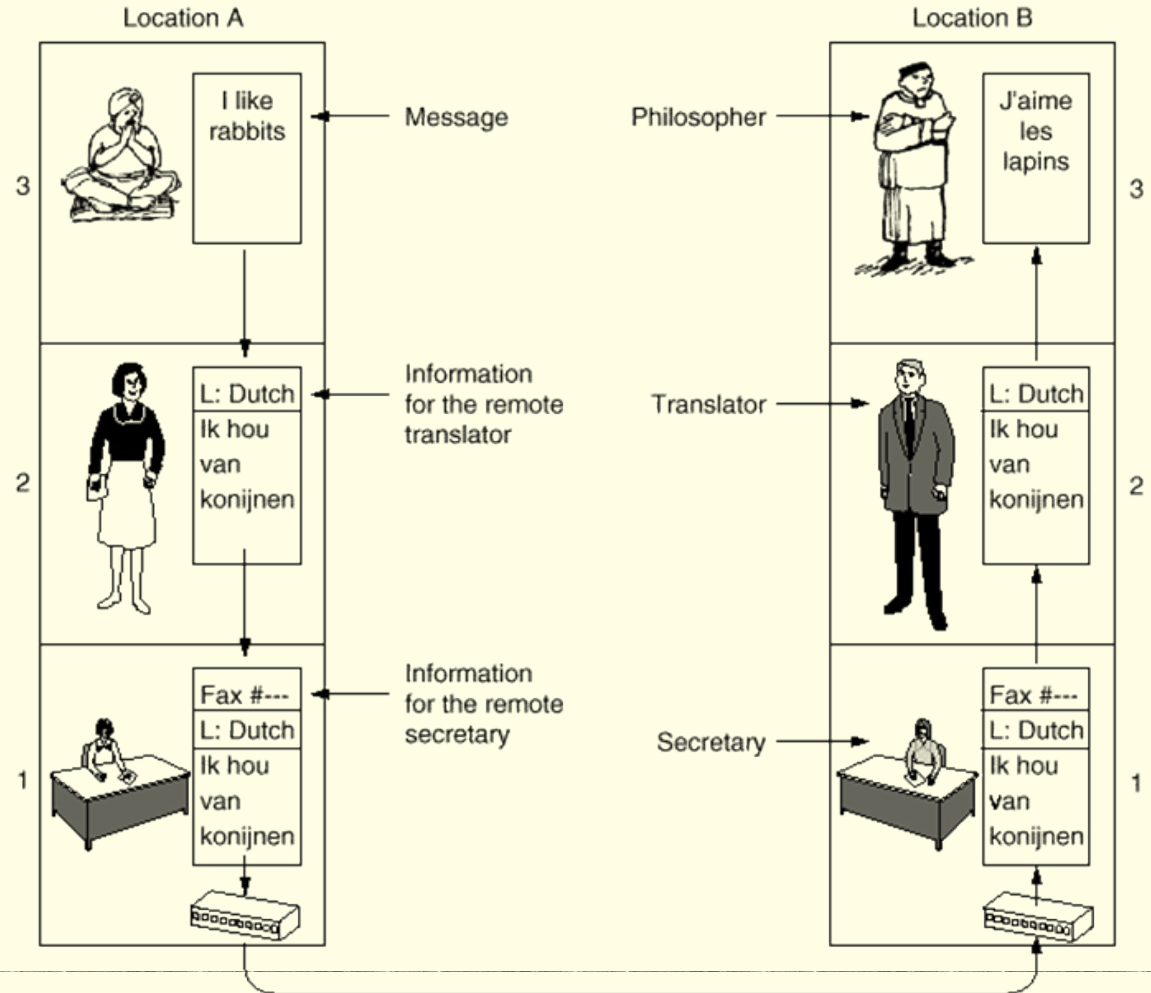 Location A
Location B
I like
rabbits
Message
Philosopher
J'aime
les
lapins
3
3
L: Dutch
Ik hou
van
konijnen
Information
for the remote
translator
Translator
L: Dutch
Ik hou
van
konijnen
2
2
Fax #---
L: Dutch
Ik hou
van
konijnen
Information
for the remote
secretary
Secretary
Fax #---
L: Dutch
Ik hou
van
konijnen
1
1